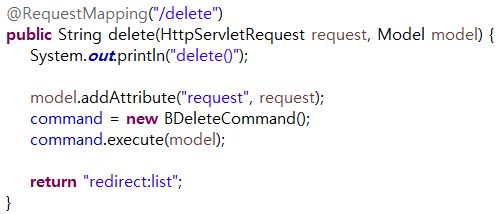 @RequestMapping("/delete")
public String delete(HttpServletRequest request, Model model) {
    System.out.println("delete()");

    model.addAttribute("request", request);
    command = new BDeleteCommand();
    command.execute(model);

    return "redirect:list";
}